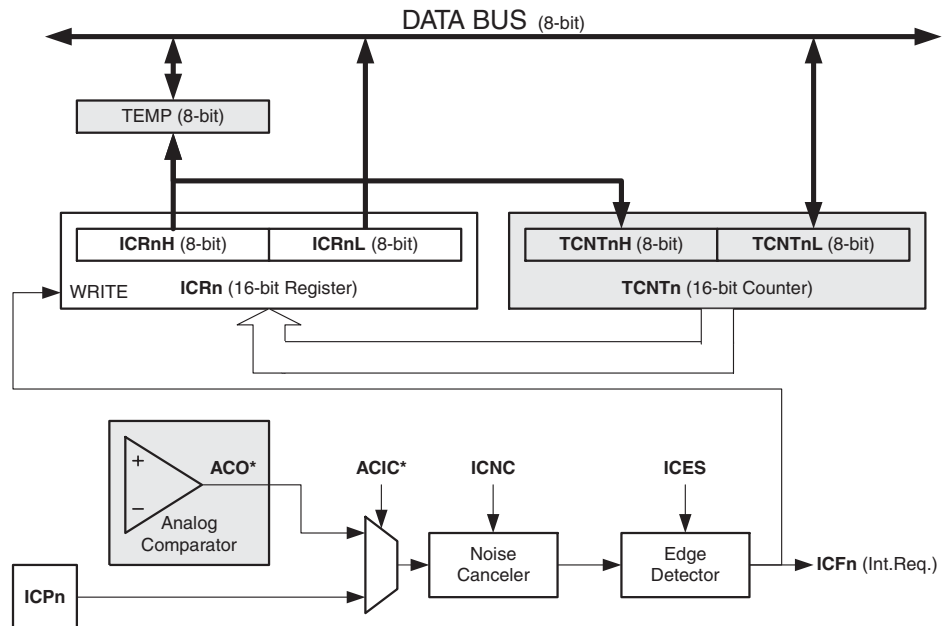 DATA BUS (8-bit)
TEMP (8-bit)
ICRnH (8-bit)
ICRnL (8-bit)
TCNTnH (8-bit)
TCNTnL (8-bit)
WRITE
ICRn (16-bit Register)
TCNTn (16-bit Counter)
+
−
ACO*
Analog
Comparator
ACIC*
ICNC
ICES
Noise
Canceler
Edge
Detector
ICFn (Int.Req.)
ICPn